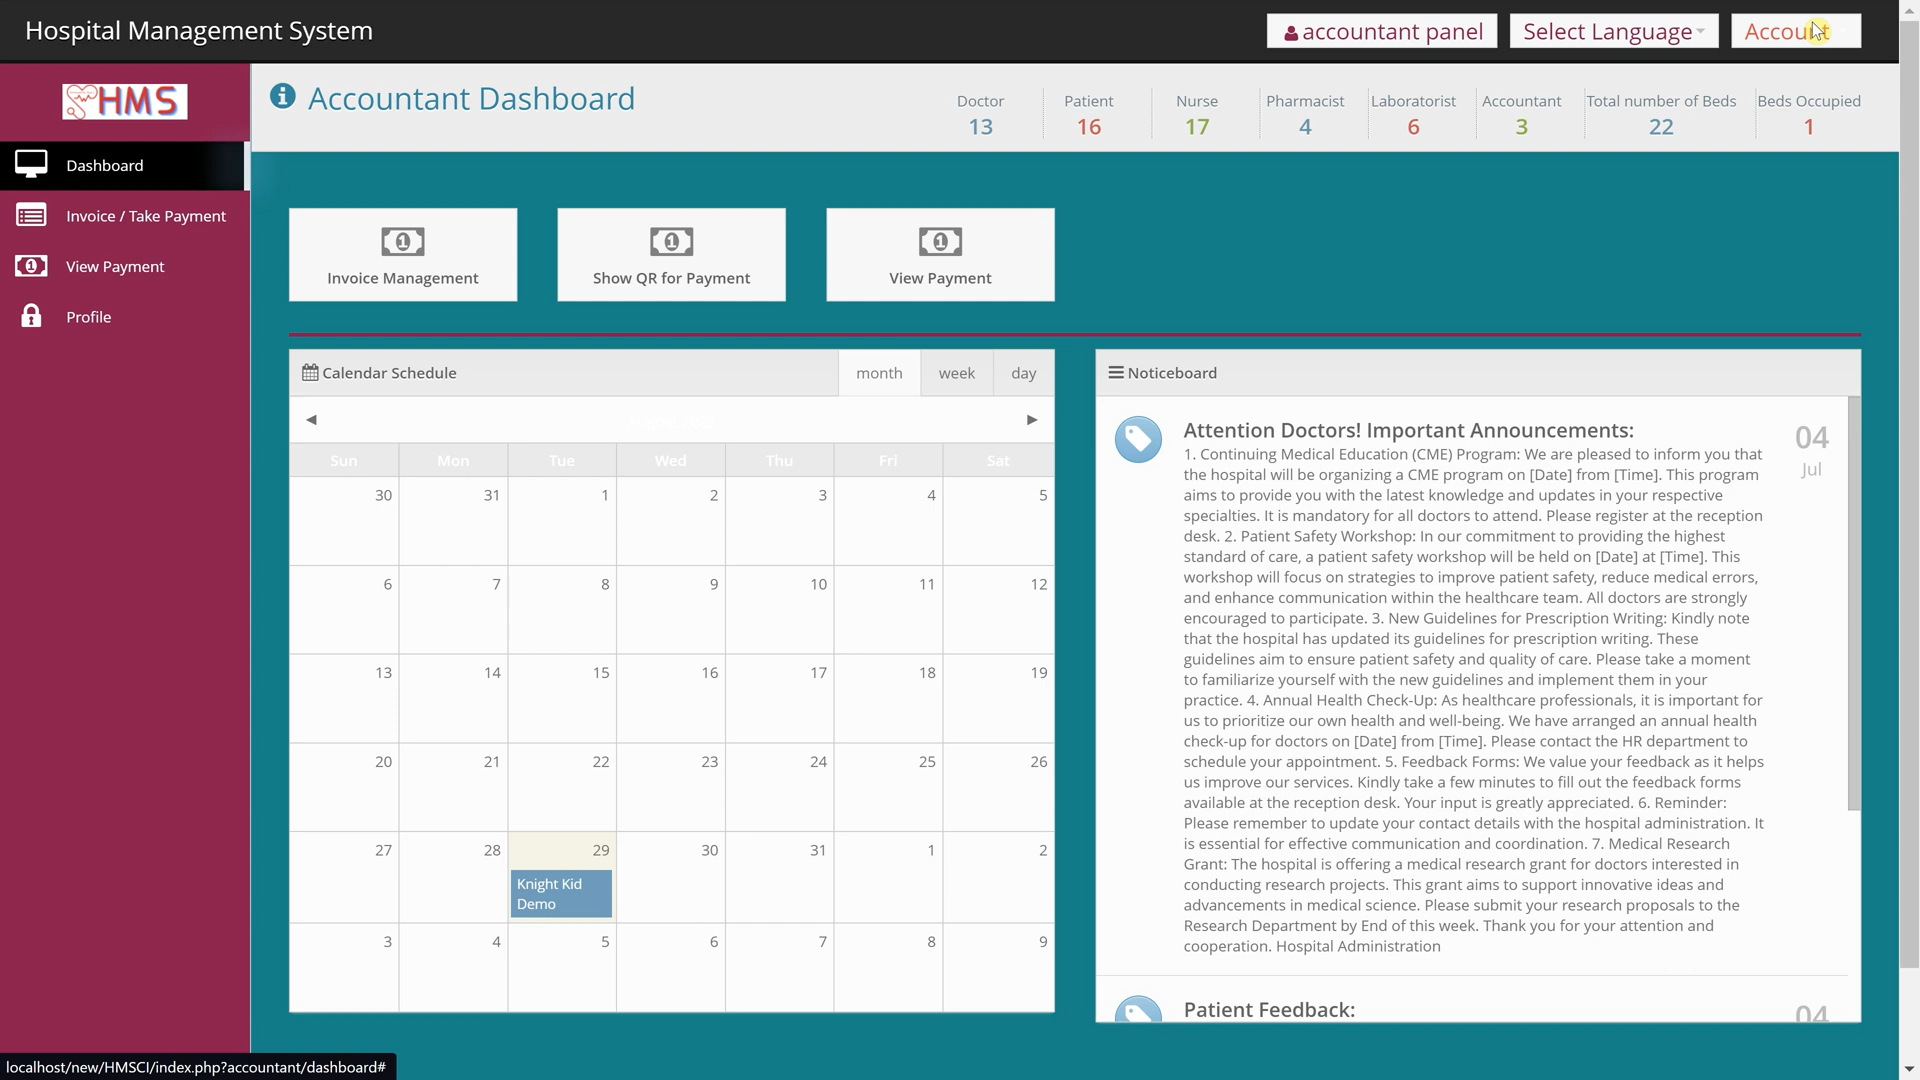 Hospital Management System
accountant panel
Select Language
Account
HMS
Dashboard
Invoice / Take Payment
View Payment
Profile
Accountant Dashboard
Doctor
13
Patient
16
Nurse
17
Pharmacist
4
Laboratorist
6
Accountant
3
Total number of Beds
22
Beds Occupied
1
Invoice Management
Show QR for Payment
View Payment
Calendar Schedule
month
week
day
Sun Mon Tue Wed Thu Fri Sat
30 31 1 2 3 4 5
6 7 8 9 10 11 12
13 14 15 16 17 18 19
20 21 22 23 24 25 26
27 28 29 30 31 1 2
Knight Kid
Demo
3 4 5 6 7 8 9
Noticeboard
Attention Doctors! Important Announcements:
04
Jul
1. Continuing Medical Education (CME) Program: We are pleased to inform you that
the hospital will be organizing a CME program on [Date] from [Time]. This program
aims to provide you with the latest knowledge and updates in your respective
specialties. It is mandatory for all doctors to attend. Please register at the reception
desk. 2. Patient Safety Workshop: In our commitment to providing the highest
standard of care, a patient safety workshop will be held on [Date] at [Time]. This
workshop will focus on strategies to improve patient safety, reduce medical errors,
and enhance communication within the healthcare team. All doctors are strongly
encouraged to participate. 3. New Guidelines for Prescription Writing: Kindly note
that the hospital has updated its guidelines for prescription writing. These
guidelines aim to ensure patient safety and quality of care. Please take a moment
to familiarize yourself with the new guidelines and implement them in your
practice. 4. Annual Health Check-Up: As healthcare professionals, it is important for
us to prioritize our own health and well-being. We have arranged an annual health
check-up for doctors on [Date] from [Time]. Please contact the HR department to
schedule your appointment. 5. Feedback Forms: We value your feedback as it helps
us improve our services. Kindly take a few minutes to fill out the feedback forms
available at the reception desk. Your input is greatly appreciated. 6. Reminder:
Please remember to update your contact details with the hospital administration. It
is essential for effective communication and coordination. 7. Medical Research
Grant: The hospital is offering a medical research grant for doctors interested in
conducting research projects. This grant aims to support innovative ideas and
advancements in medical science. Please submit your research proposals to the
Research Department by End of this week. Thank you for your attention and
cooperation. Hospital Administration
Patient Feedback:
04
localhost/new/HMSCI/index.php?accountant/dashboard#